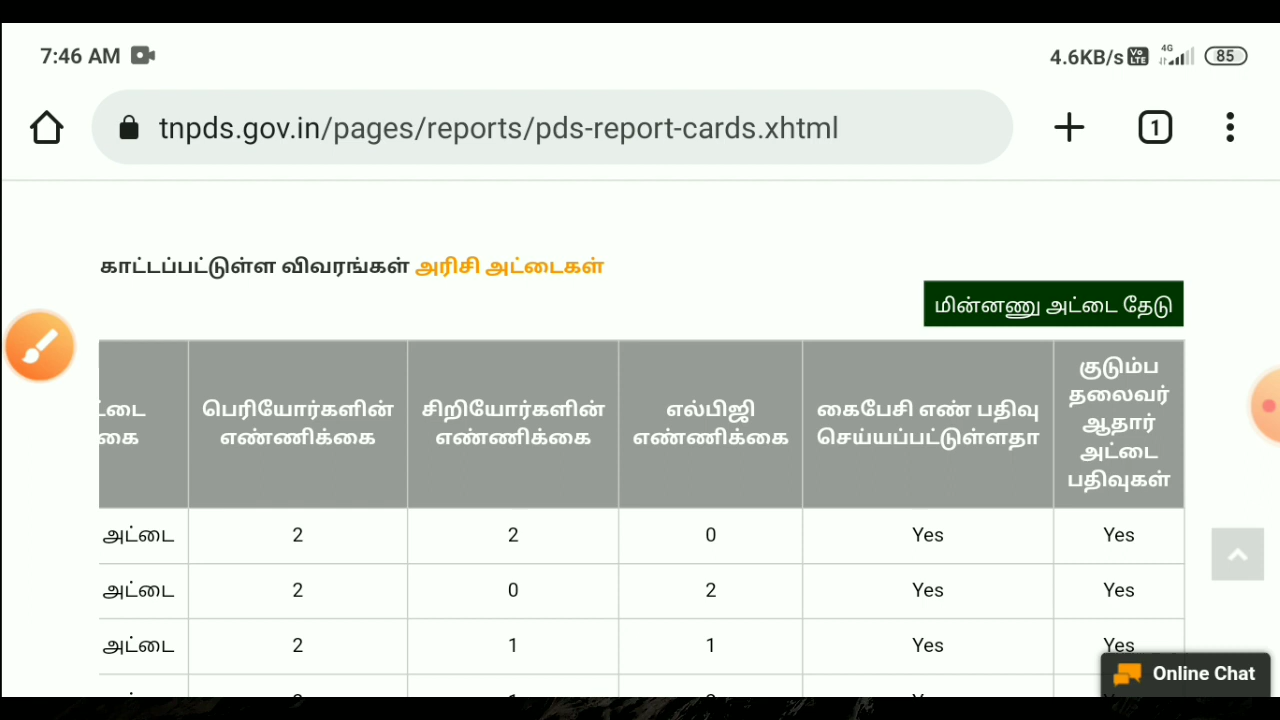 7:46 AM 4.6KB/s Vo LTE 4G 85
tnpds.gov.in/pages/reports/pds-report-cards.xhtml 1
காட்டப்பட்டுள்ள விவரங்கள் அரிசி அட்டைகள்
மின்னணு அட்டை தேடு
பெரியோர்களின் எண்ணிக்கை
சிறியோர்களின் எண்ணிக்கை
எல்பிஜி எண்ணிக்கை
கைபேசி எண் பதிவு செய்யப்பட்டுள்ளதா
குடும்ப தலைவர் ஆதார் அட்டை பதிவுகள்
அட்டை 2 2 0 Yes Yes
அட்டை 2 0 2 Yes Yes
அட்டை 2 1 1 Yes Yes
Online Chat